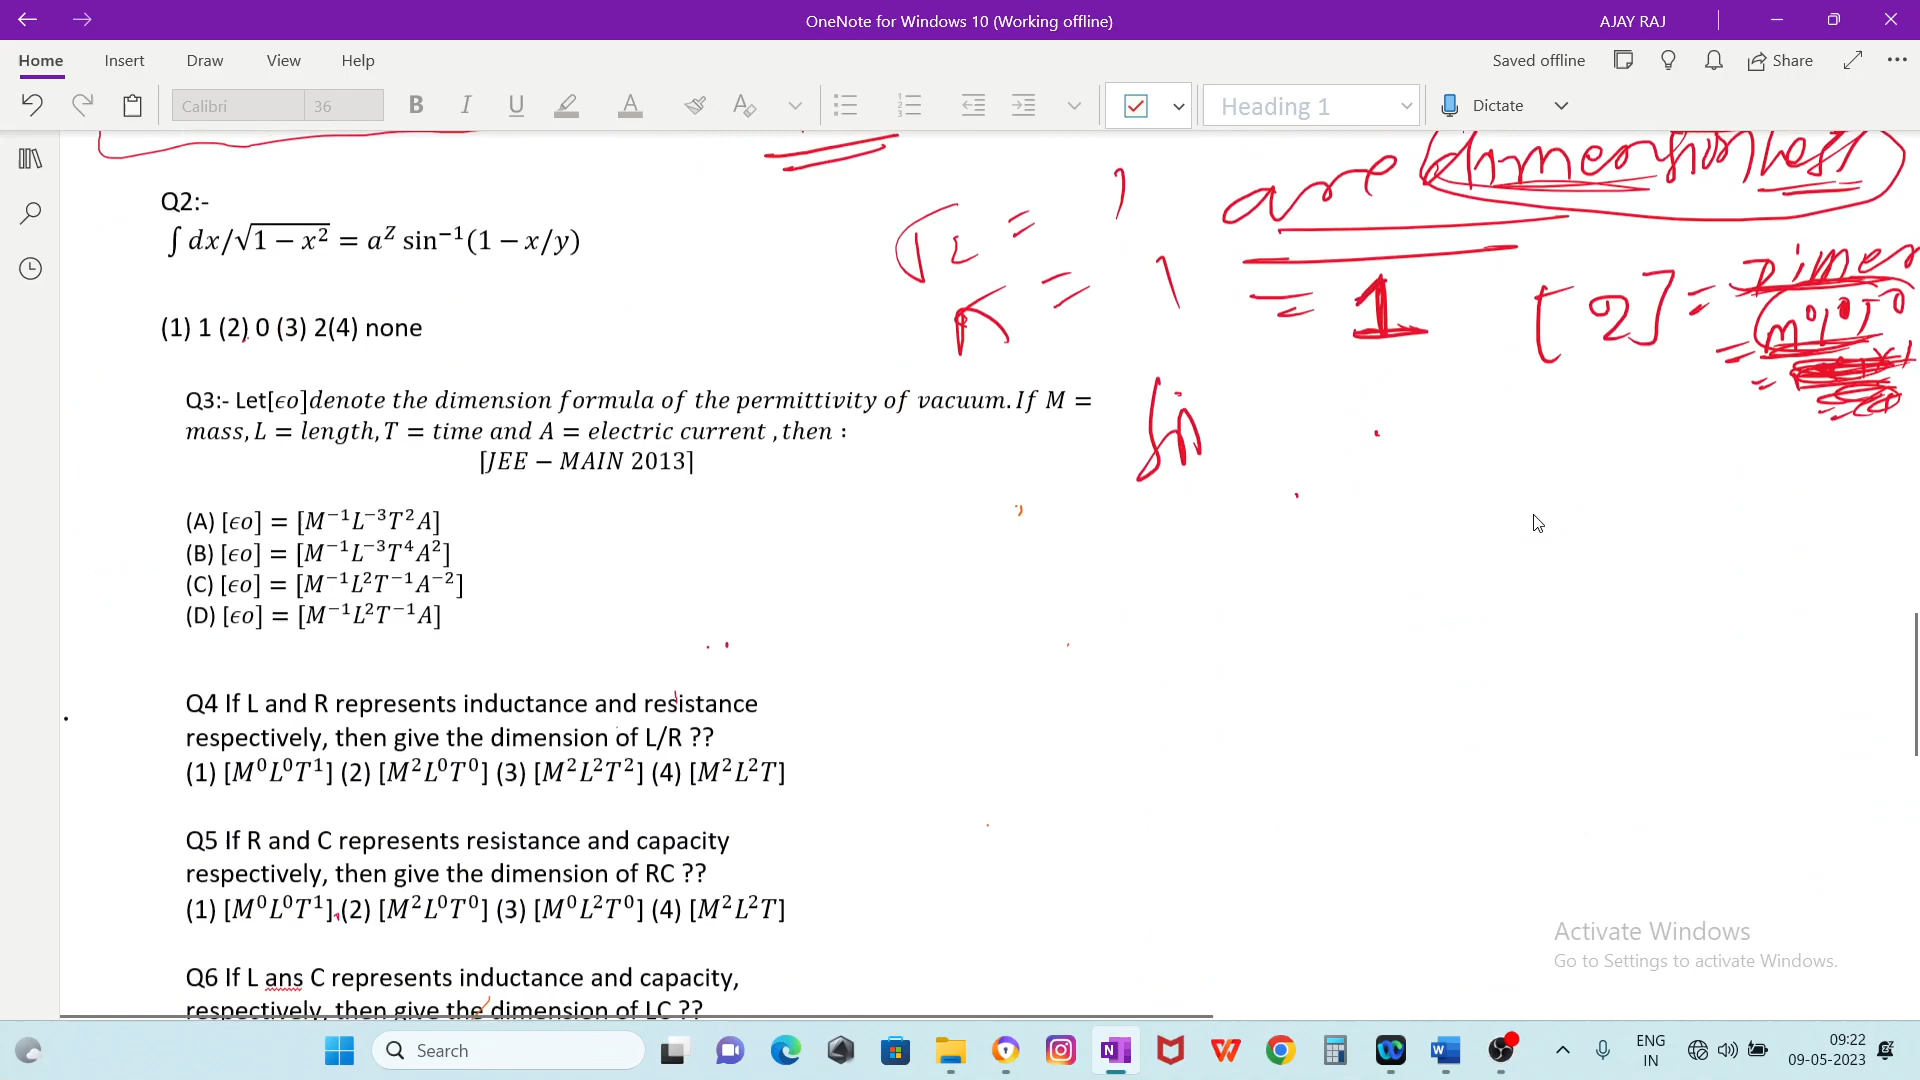 OneNote for Windows 10 (Working offline)
AJAY RAJ
Home Insert Draw View Help
Saved offline
Share
Calibri 36 B I U A
Heading 1
Dictate
are dimensionless
Q2:-
∫ dx/√1 − x² = a^Z sin⁻¹(1 − x/y)
√2 = 1
π = 1
= 1
[2] =
(1) 1 (2) 0 (3) 2(4) none
Q3:- Let[ϵo]denote the dimension formula of the permittivity of vacuum.If M =
mass, L = length, T = time and A = electric current ,then :
[JEE − MAIN 2013]
sin
(A) [ϵo] = [M⁻¹L⁻³T²A]
(B) [ϵo] = [M⁻¹L⁻³T⁴A²]
(C) [ϵo] = [M⁻¹L²T⁻¹A⁻²]
(D) [ϵo] = [M⁻¹L²T⁻¹A]
Q4 If L and R represents inductance and resistance
respectively, then give the dimension of L/R ??
(1) [M⁰L⁰T¹] (2) [M²L⁰T⁰] (3) [M²L²T²] (4) [M²L²T]
Q5 If R and C represents resistance and capacity
respectively, then give the dimension of RC ??
(1) [M⁰L⁰T¹] (2) [M²L⁰T⁰] (3) [M⁰L²T⁰] (4) [M²L²T]
Q6 If L ans C represents inductance and capacity,
respectively, then give the dimension of LC ??
Activate Windows
Go to Settings to activate Windows.
Search
ENG
IN
09:22
09-05-2023